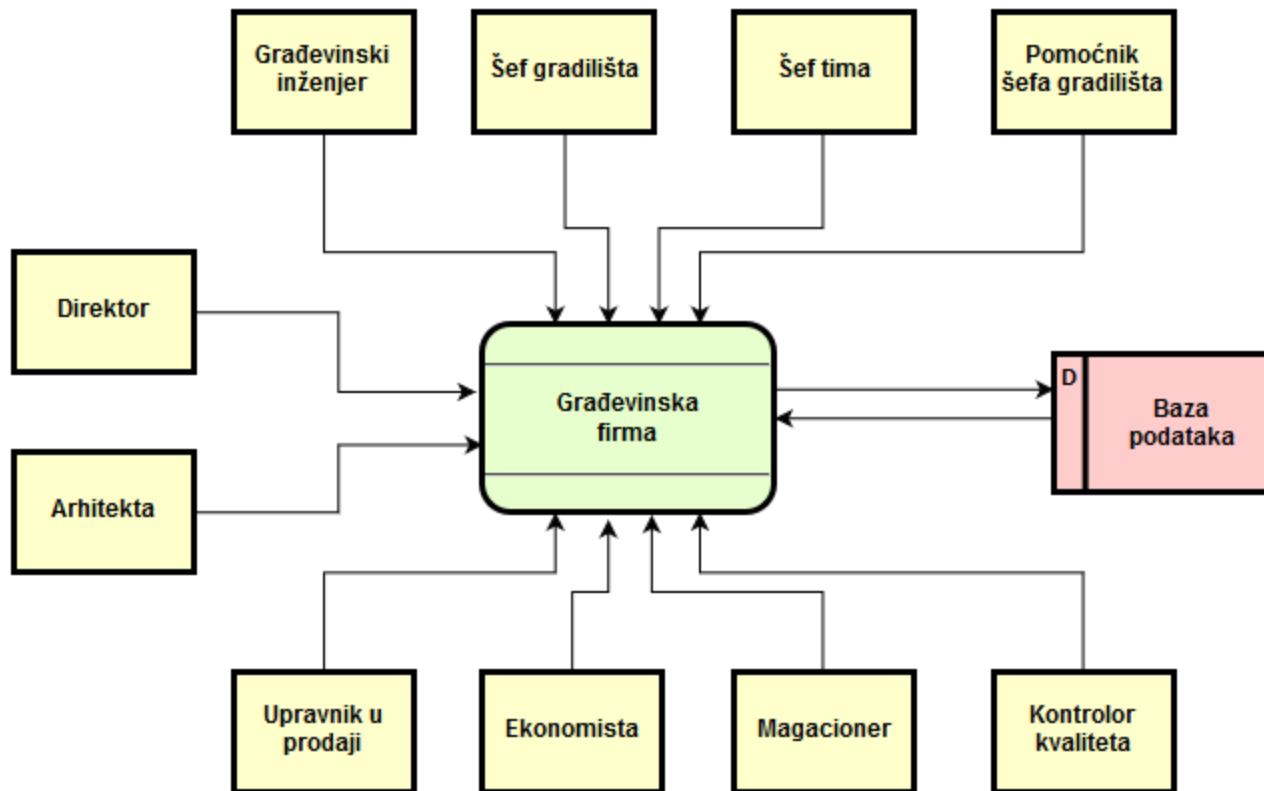 Građevinski
inženjer
Šef gradilišta
Šef tima
Pomoćnik
šefa gradilišta
Direktor
Građevinska
firma
D
Baza
podataka
Arhitekta
Upravnik u
prodaji
Ekonomista
Magacioner
Kontrolor
kvaliteta